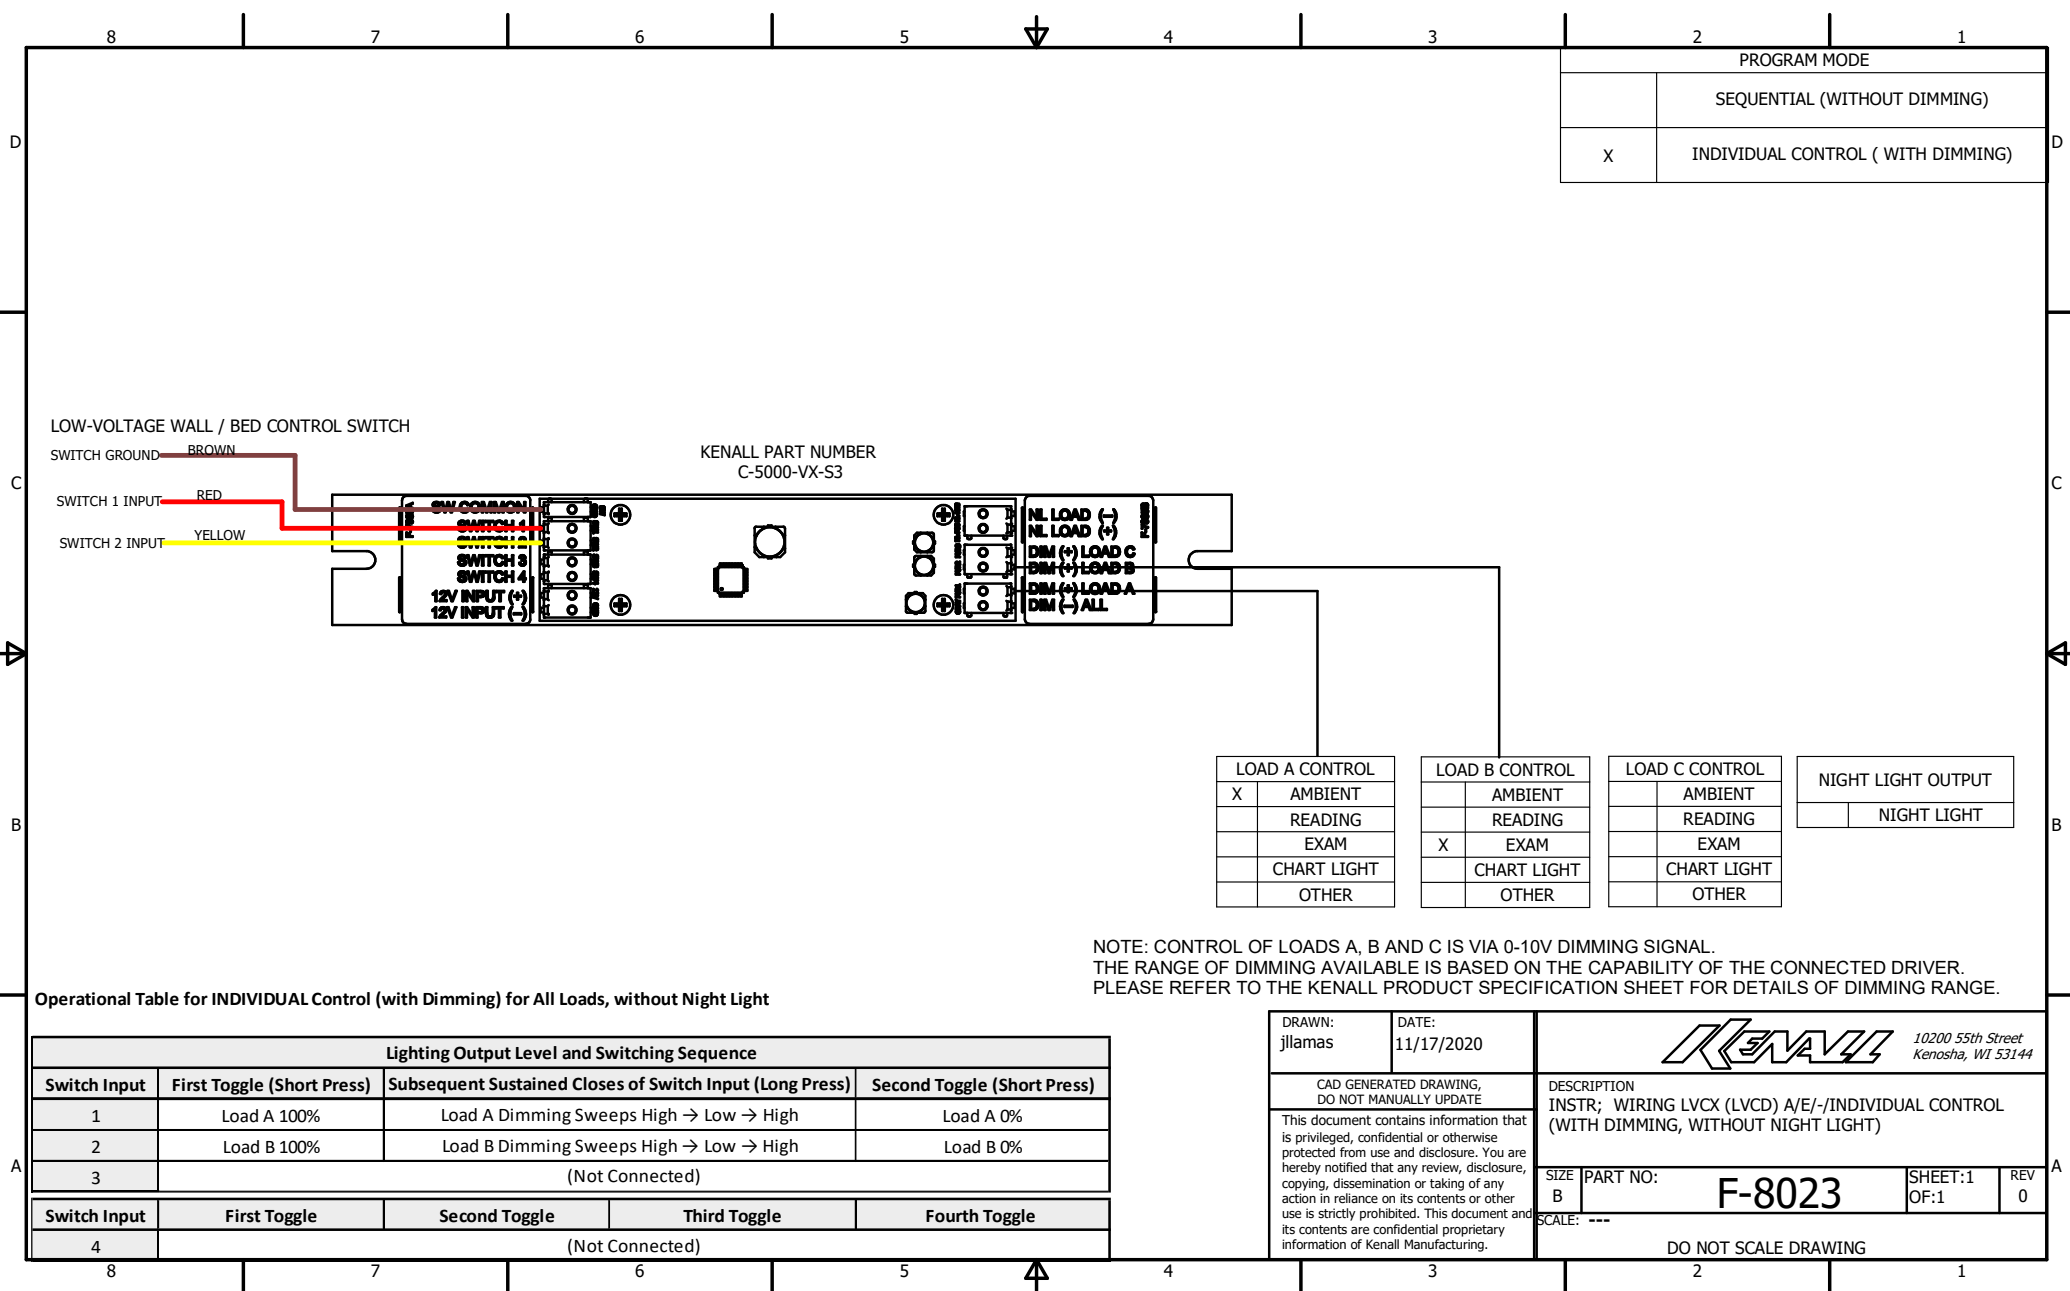 8 7 6 5 4 3 2 1
D
D
C
C
B
B
A
A
PROGRAM MODE
SEQUENTIAL (WITHOUT DIMMING)
X INDIVIDUAL CONTROL ( WITH DIMMING)
LOW-VOLTAGE WALL / BED CONTROL SWITCH
SWITCH GROUND BROWN
SWITCH 1 INPUT RED
SWITCH 2 INPUT YELLOW
KENALL PART NUMBER
C-5000-VX-S3
SW COMMON
SWITCH 1
SWITCH 2
SWITCH 3
SWITCH 4
12V INPUT (+)
12V INPUT (–)
NL LOAD (–)
NL LOAD (+)
DIM (+) LOAD C
DIM (+) LOAD B
DIM (+) LOAD A
DIM (–) ALL
LOAD A CONTROL
X AMBIENT
READING
EXAM
CHART LIGHT
OTHER
LOAD B CONTROL
AMBIENT
READING
X EXAM
CHART LIGHT
OTHER
LOAD C CONTROL
AMBIENT
READING
EXAM
CHART LIGHT
OTHER
NIGHT LIGHT OUTPUT
NIGHT LIGHT
NOTE: CONTROL OF LOADS A, B AND C IS VIA 0-10V DIMMING SIGNAL.
THE RANGE OF DIMMING AVAILABLE IS BASED ON THE CAPABILITY OF THE CONNECTED DRIVER.
PLEASE REFER TO THE KENALL PRODUCT SPECIFICATION SHEET FOR DETAILS OF DIMMING RANGE.
Operational Table for INDIVIDUAL Control (with Dimming) for All Loads, without Night Light
Lighting Output Level and Switching Sequence
Switch Input First Toggle (Short Press) Subsequent Sustained Closes of Switch Input (Long Press) Second Toggle (Short Press)
1 Load A 100% Load A Dimming Sweeps High → Low → High Load A 0%
2 Load B 100% Load B Dimming Sweeps High → Low → High Load B 0%
3 (Not Connected)
Switch Input First Toggle Second Toggle Third Toggle Fourth Toggle
4 (Not Connected)
DRAWN:
jllamas
DATE:
11/17/2020
CAD GENERATED DRAWING,
DO NOT MANUALLY UPDATE
This document contains information that
is privileged, confidential or otherwise
protected from use and disclosure. You are
hereby notified that any review, disclosure,
copying, dissemination or taking of any
action in reliance on its contents or other
use is strictly prohibited. This document and
its contents are confidential proprietary
information of Kenall Manufacturing.
KENALL
10200 55th Street
Kenosha, WI 53144
DESCRIPTION
INSTR; WIRING LVCX (LVCD) A/E/-/INDIVIDUAL CONTROL
(WITH DIMMING, WITHOUT NIGHT LIGHT)
SIZE
B
PART NO:
F-8023
SHEET:1
OF:1
REV
0
SCALE: ---
DO NOT SCALE DRAWING
8 7 6 5 4 3 2 1